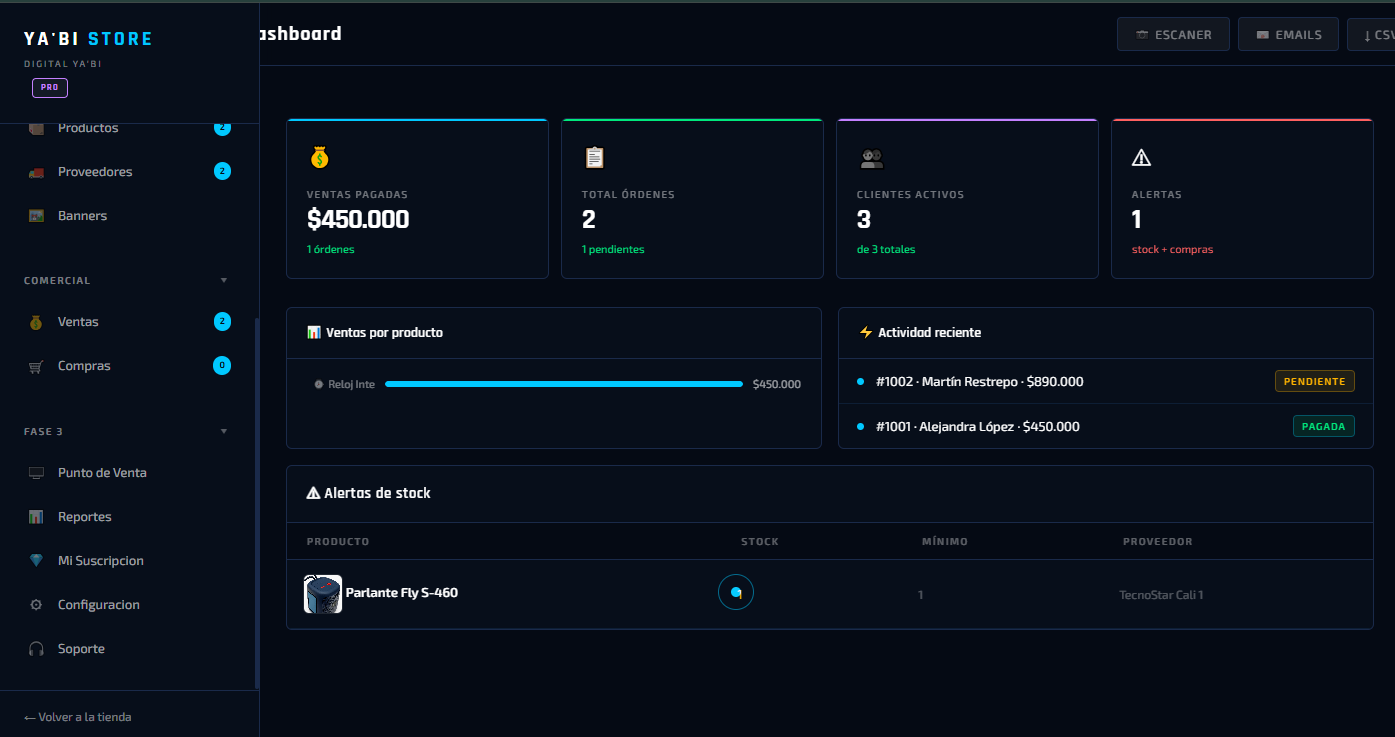 YA'BI STORE
DIGITAL YA'BI
PRO
Productos 2
Proveedores 2
Banners
COMERCIAL ▼
Ventas 2
Compras 0
FASE 3 ▼
Punto de Venta
Reportes
Mi Suscripcion
Configuracion
Soporte
← Volver a la tienda
ashboard
ESCANER
EMAILS
↓ CSV
VENTAS PAGADAS
$450.000
1 órdenes
TOTAL ÓRDENES
2
1 pendientes
CLIENTES ACTIVOS
3
de 3 totales
ALERTAS
1
stock + compras
Ventas por producto
Reloj Inte $450.000
Actividad reciente
#1002 · Martín Restrepo · $890.000 PENDIENTE
#1001 · Alejandra López · $450.000 PAGADA
Alertas de stock
PRODUCTO STOCK MÍNIMO PROVEEDOR
Parlante Fly S-460 1 1 TecnoStar Cali 1